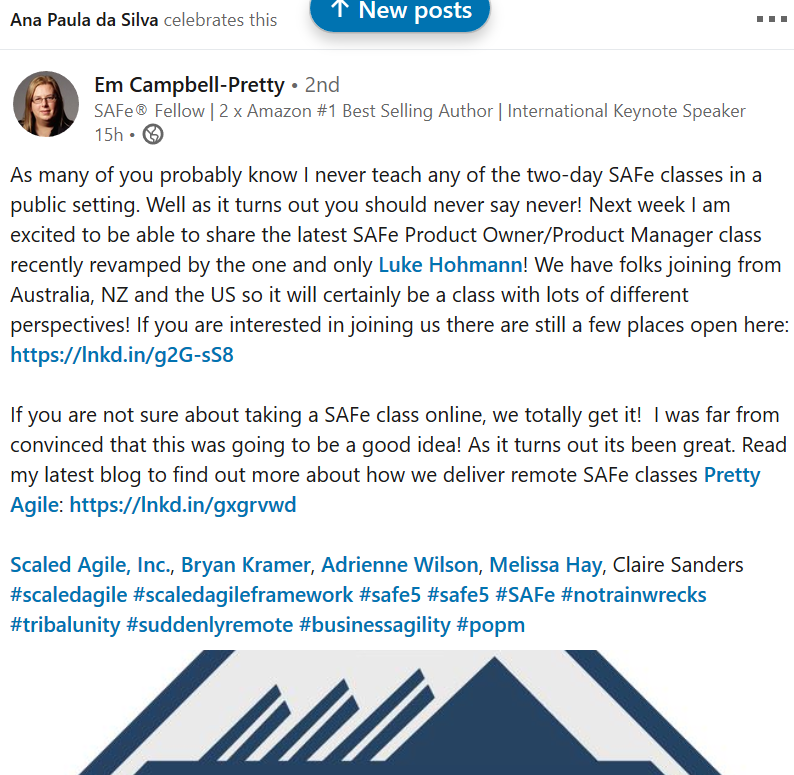 Ana Paula da Silva celebrates this
↑ New posts
Em Campbell-Pretty • 2nd
SAFe® Fellow | 2 x Amazon #1 Best Selling Author | International Keynote Speaker
15h •
As many of you probably know I never teach any of the two-day SAFe classes in a
public setting. Well as it turns out you should never say never! Next week I am
excited to be able to share the latest SAFe Product Owner/Product Manager class
recently revamped by the one and only Luke Hohmann! We have folks joining from
Australia, NZ and the US so it will certainly be a class with lots of different
perspectives! If you are interested in joining us there are still a few places open here:
https://lnkd.in/g2G-sS8
If you are not sure about taking a SAFe class online, we totally get it!  I was far from
convinced that this was going to be a good idea! As it turns out its been great. Read
my latest blog to find out more about how we deliver remote SAFe classes Pretty
Agile: https://lnkd.in/gxgrvwd
Scaled Agile, Inc., Bryan Kramer, Adrienne Wilson, Melissa Hay, Claire Sanders
#scaledagile #scaledagileframework #safe5 #safe5 #SAFe #notrainwrecks
#tribalunity #suddenlyremote #businessagility #popm